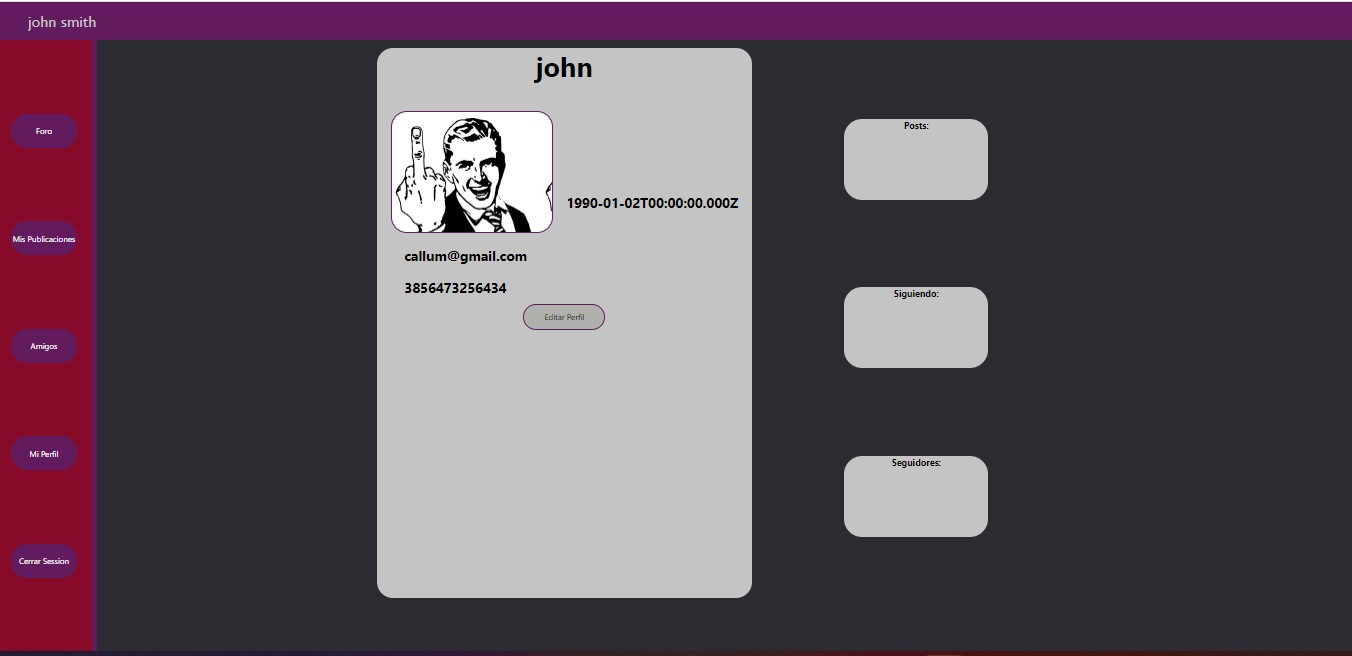 john smith
Foro
Mis Publicaciones
Amigos
Mi Perfil
Cerrar Session
john
1990-01-02T00:00:00.000Z
callum@gmail.com
3856473256434
Editar Perfil
Posts:
Siguiendo:
Seguidores: